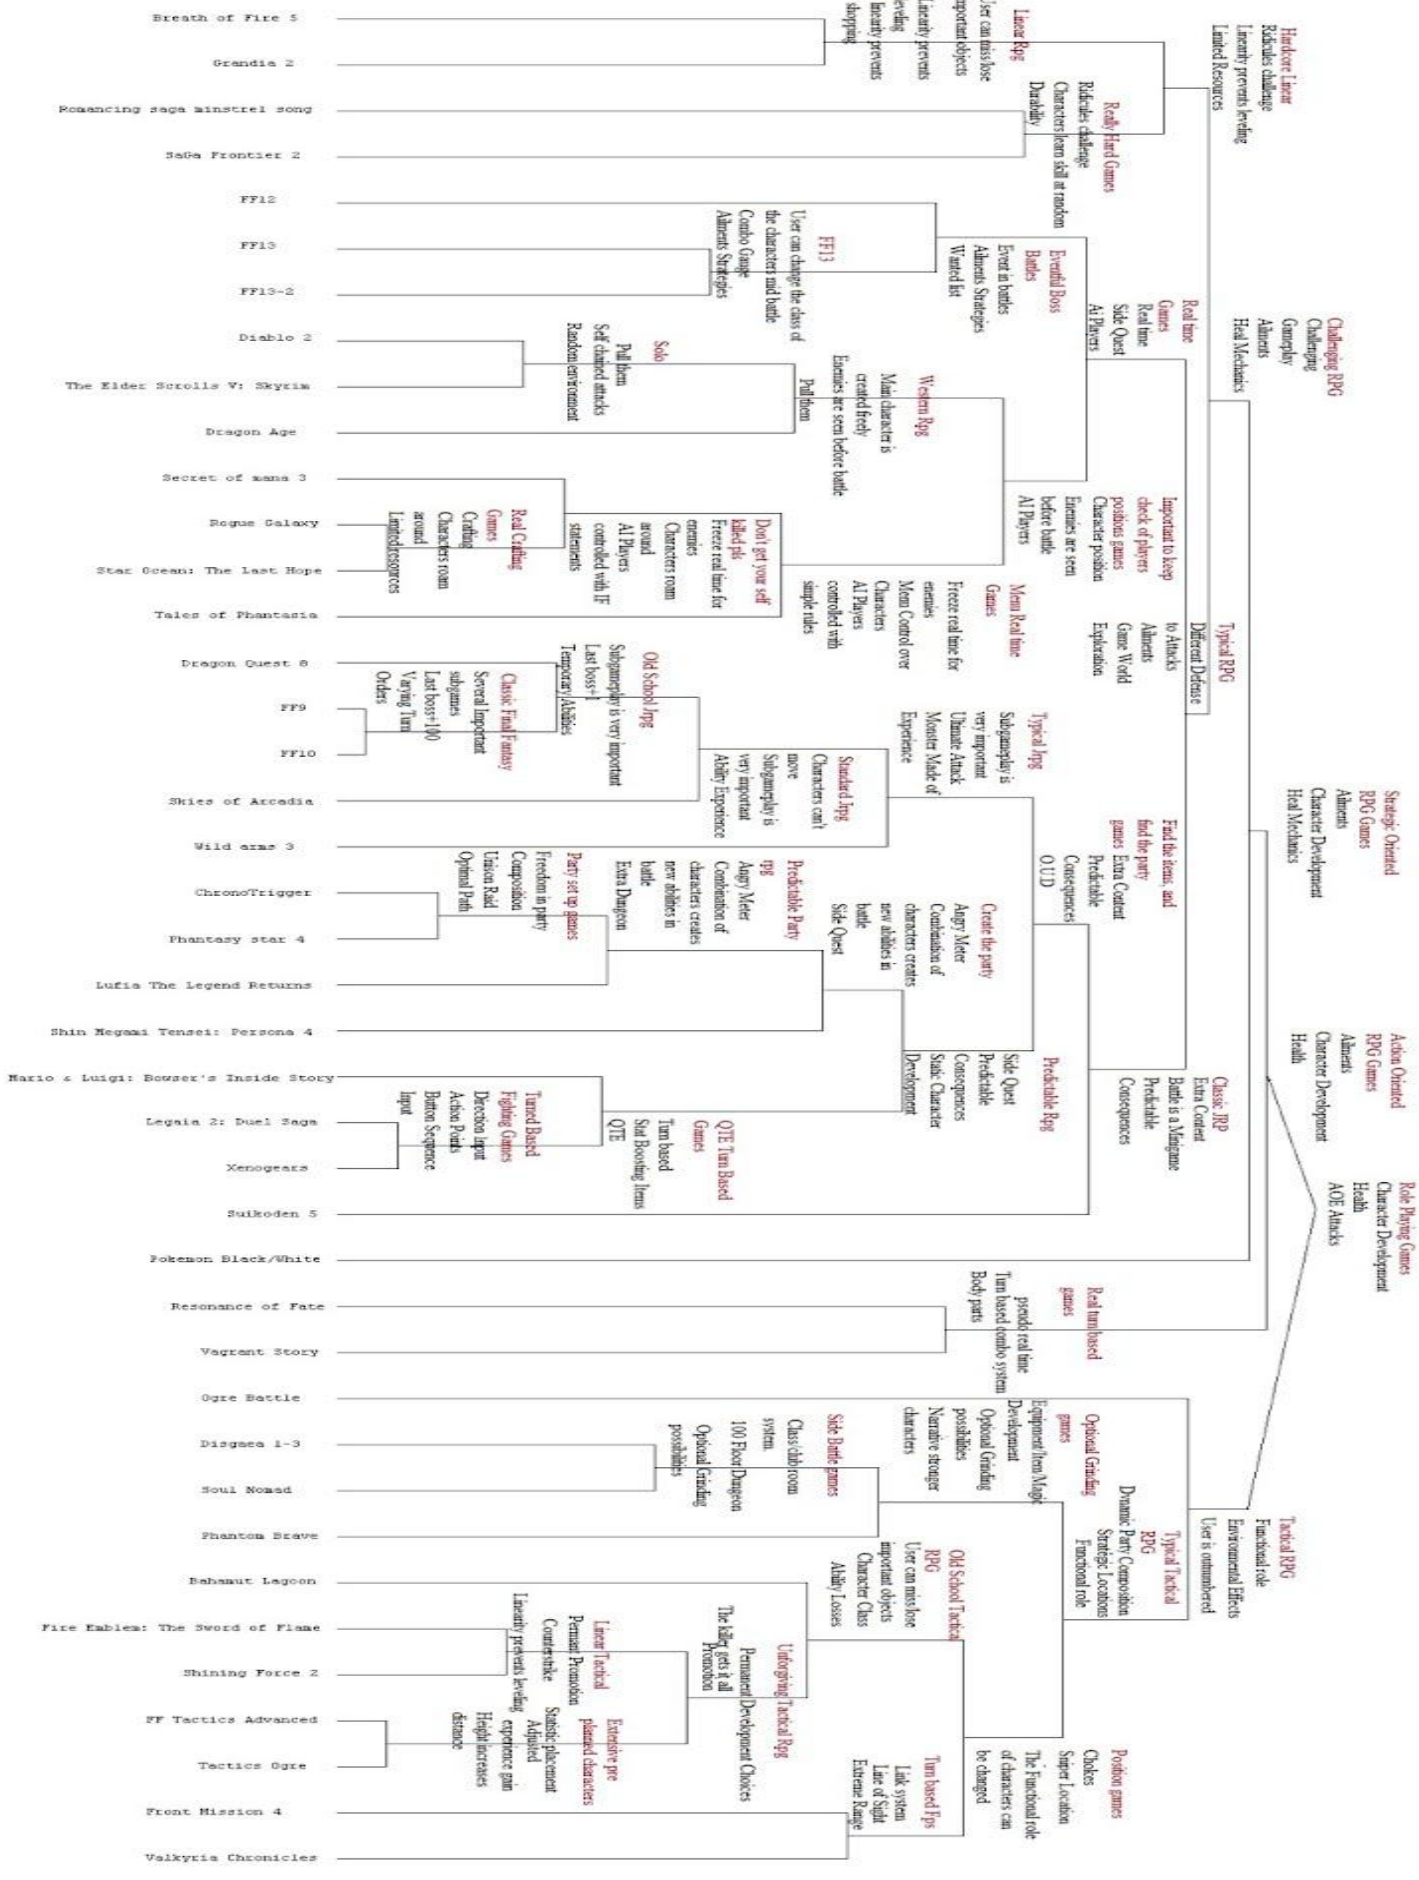 Breath of Fire 5
Grandia 2
Romancing saga minstrel song
SaGa Frontier 2
FF12
FF13
FF13-2
Diablo 2
The Elder Scrolls V: Skyrim
Dragon Age
Secret of mana 3
Rogue Galaxy
Star Ocean: The Last Hope
Tales of Phantasia
Dragon Quest 8
FF9
FF10
Skies of Arcadia
Wild arms 3
ChronoTrigger
Phantasy star 4
Lufia The Legend Returns
Shin Megami Tensei: Persona 4
Mario & Luigi: Bowser's Inside Story
Legaia 2: Duel Saga
Xenogears
Suikoden 5
Pokemon Black/White
Resonance of Fate
Vagrant Story
Ogre Battle
Disgaea 1-3
Soul Nomad
Phantom Brave
Bahamut Lagoon
Fire Emblem: The Sword of Flame
Shining Force 2
FF Tactics Advanced
Tactics Ogre
Front Mission 4
Valkyria Chronicles
Role Playing Games
Character Development
Health
AOE Attacks
Action Oriented
RPG Games
Ailments
Character Development
Health
Strategic Oriented
RPG Games
Ailments
Character Development
Heal Mechanics
Challenging RPG
Challenging
Gameplay
Ailments
Heal Mechanics
Hardcore Linear
Ridicules challenge
Linearity prevents leveling
Limited Resources
Linear Rpg
User can miss/lose
important objects
Linearity prevents
leveling
linearity prevents
shopping
Really Hard Games
Ridicules challenge
Characters learn skill at random
Durability
Typical RPG
Different Defense
to Attacks
Ailments
Game World
Exploration
Real time
Games
Real time
Side Quest
Ai Players
Eventful Boss
Battles
Event in battles
Ailments Strategies
Wanted list
FF13
User can change the class of
the characters mid battle
Combo Gauge
Ailments Strategies
Important to keep
check of players
positions games
Character position
Enemies are seen
before battle
AI Players
Western Rpg
Main character is
created freely
Enemies are seen before battle
Pull them
Solo
Pull them
Self chained attacks
Random environment
Menu Real time
Games
Freeze real time for
enemies
Menu Control over
Characters
AI Players
controlled with
simple rules
Don't get your self
killed pls
Freeze real time for
enemies
Characters roam
around
AI Players
controlled with IF
statements
Real Crafting
Games
Crafting
Characters roam
around
Limited resources
Classic JRP
Extra Content
Battle is a Minigame
Predictable
Consequences
Find the items, and
find the party
games
Extra Content
Predictable
Consequences
O.U.D
Typical Jrpg
Subgameplay is
very important
Ultimate Attack
Monster Made of
Experience
Standard Jrpg
Characters can't
move
Subgameplay is
very important
Ability Experience
Old School Jrpg
Subgameplay is very important
Last boss+1
Temporary Abilities
Classic Final Fantasy
Several Important
subgames
Last boss+100
Varying Turn
Orders
Predictable Rpg
Side Quest
Predictable
Consequences
Static Character
Development
Create the party
Angry Meter
Combination of
characters creates
new abilities in
battle
Side Quest
Predictable Party
rpg
Angry Meter
Combination of
characters creates
new abilities in
battle
Extra Dungeon
Party set up games
Freedom in party
Composition
Unison Raid
Optimal Path
QTE Turn Based
Games
Turn based
Stat Boosting Items
QTE
Turned Based
Fighting Games
Direction Input
Action Points
Button Sequence
Input
Real turn based
games
pseudo real time
Turn based combo system
Body parts
Tactical RPG
Functional role
Environmental Effects
User is outnumbered
Typical Tactical
RPG
Dynamic Party Composition
Strategic Locations
Functional role
Optional Grinding
games
Equipment/Item/Magic
Development
Optional Grinding
possibilities
Narrative stronger
characters
Side Battle games
Class/club room
system
100 Floor Dungeon
Optional Grinding
possibilities
Position games
Chokes
Sniper Location
The Functional role
of characters can
be changed
Old School Tactical
RPG
User can miss/lose
important objects
Character Class
Ability Losses
Unforgiving Tactical Rpg
Permanent Development Choices
The killer gets it all
Promotion
Linear Tactical
Permant Promotion
Counterstrike
Linearity prevents leveling
Extensive pre
planned characters
Statistic placement
Adjusted
experience gain
Height increases
distance
Turn based Fps
Link system
Line of Sight
Extreme Range